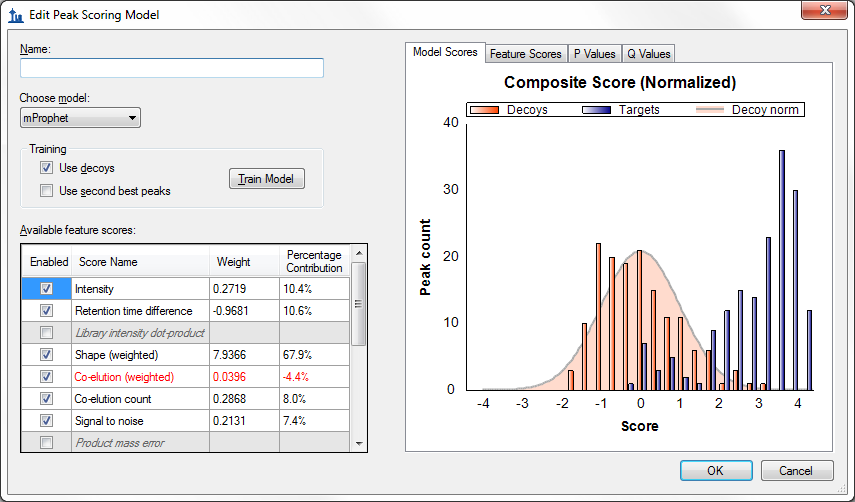 Edit Peak Scoring Model
Name:
Choose model:
mProphet
Training
Use decoys
Use second best peaks
Train Model
Available feature scores:
Enabled Score Name Weight Percentage Contribution
Intensity 0.2719 10.4%
Retention time difference -0.9681 10.6%
Library intensity dot-product
Shape (weighted) 7.9366 67.9%
Co-elution (weighted) 0.0396 -4.4%
Co-elution count 0.2868 8.0%
Signal to noise 0.2131 7.4%
Product mass error
Model Scores Feature Scores P Values Q Values
Composite Score (Normalized)
Decoys Targets Decoy norm
Peak count
40
30
20
10
0
-4 -3 -2 -1 0 1 2 3 4
Score
OK Cancel